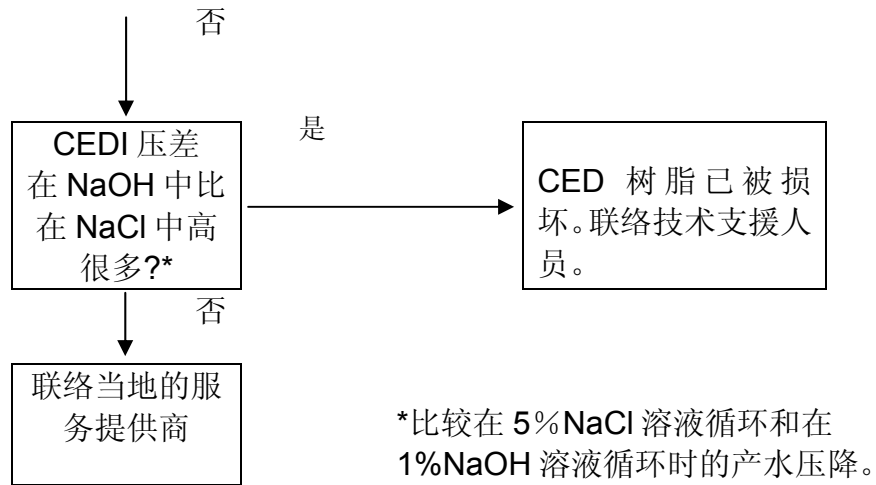 否
CEDI 压差
在 NaOH 中比
在 NaCl 中高
很多?*
是
CED 树脂已被损
坏。联络技术支援人
员。
否
联络当地的服
务提供商
*比较在 5%NaCl 溶液循环和在
1%NaOH 溶液循环时的产水压降。